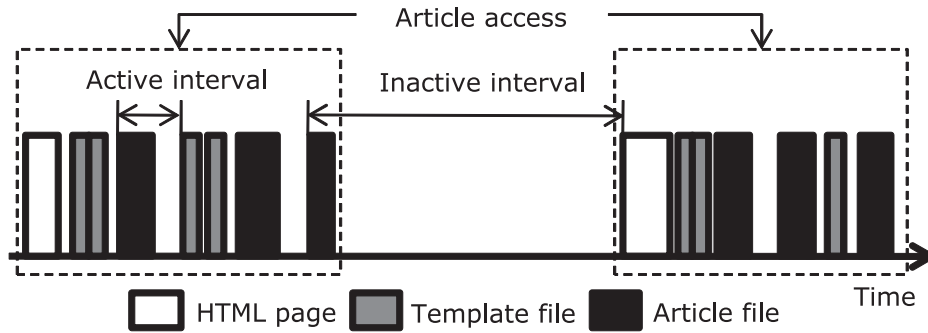 Article access
Active interval
Inactive interval
Time
HTML page
Template file
Article file